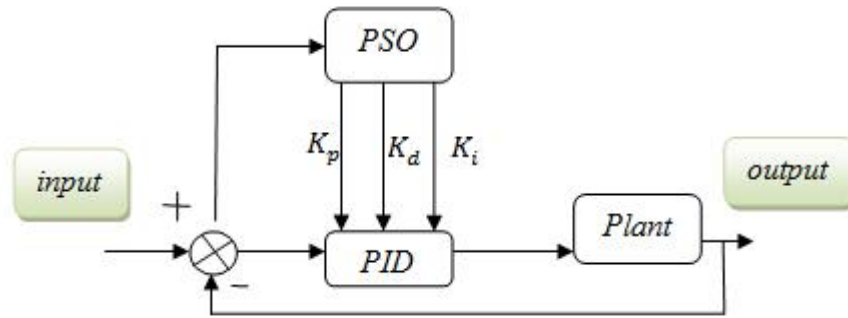 PSO
K_p K_d K_i
input
output
+
Plant
PID
−